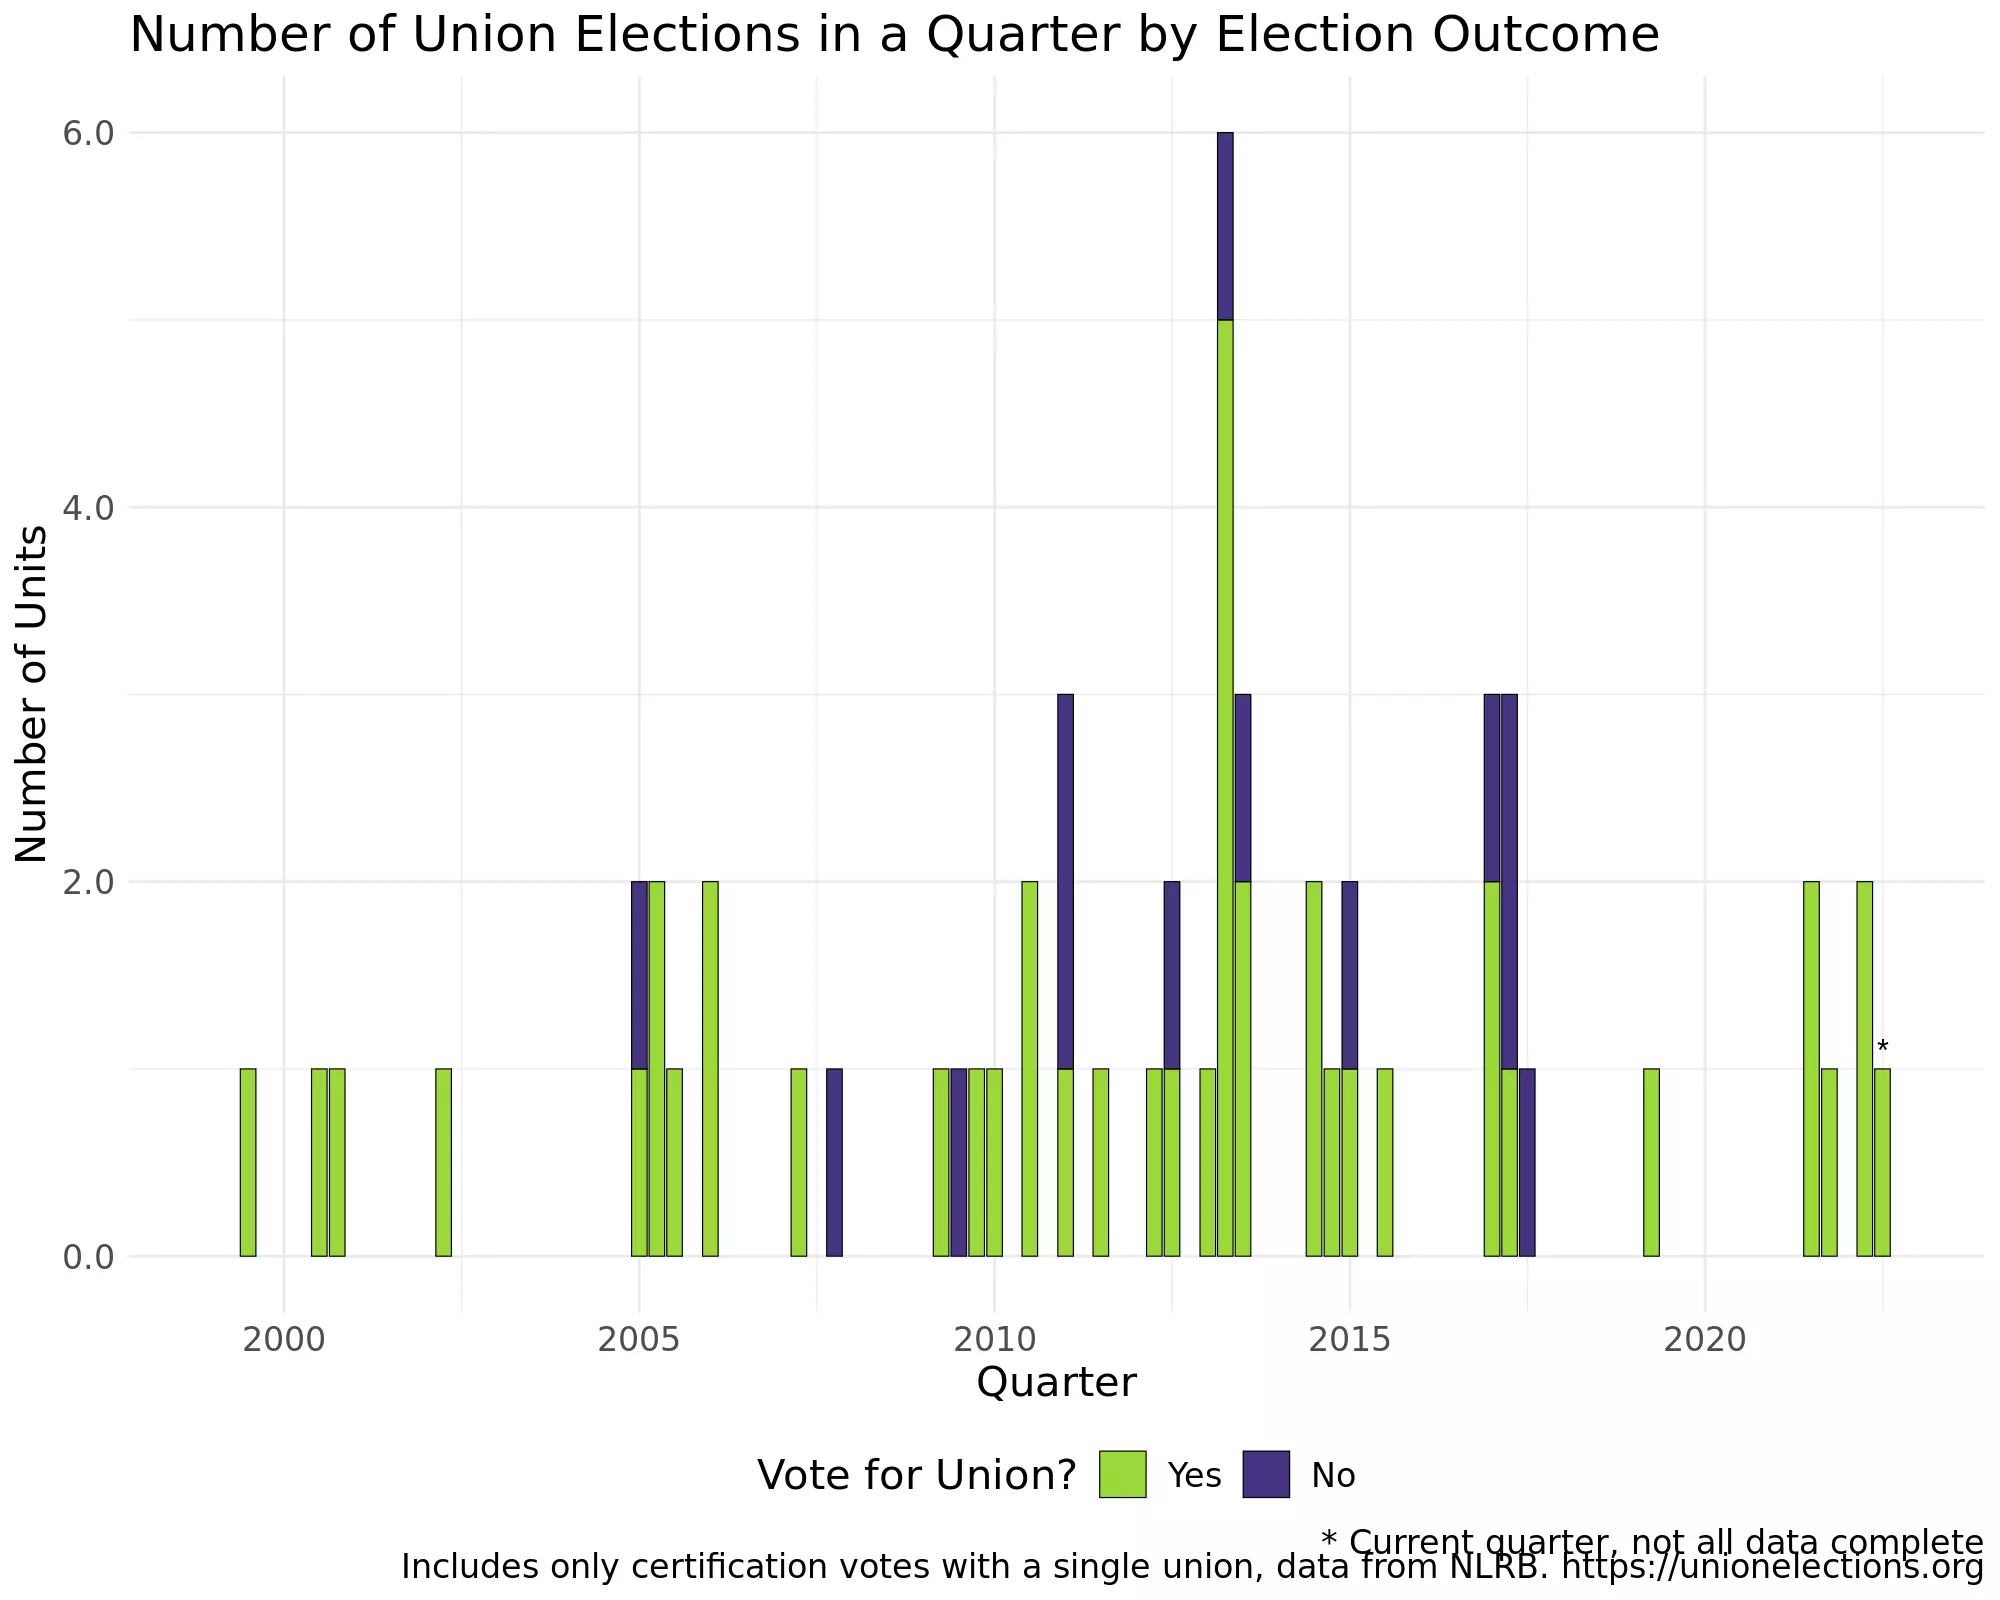 Number of Union Elections in a Quarter by Election Outcome
6.0
4.0
2.0
0.0
Number of Units
*
2000 2005 2010 2015 2020
Quarter
Vote for Union? Yes No
* Current quarter, not all data complete
Includes only certification votes with a single union, data from NLRB. https://unionelections.org